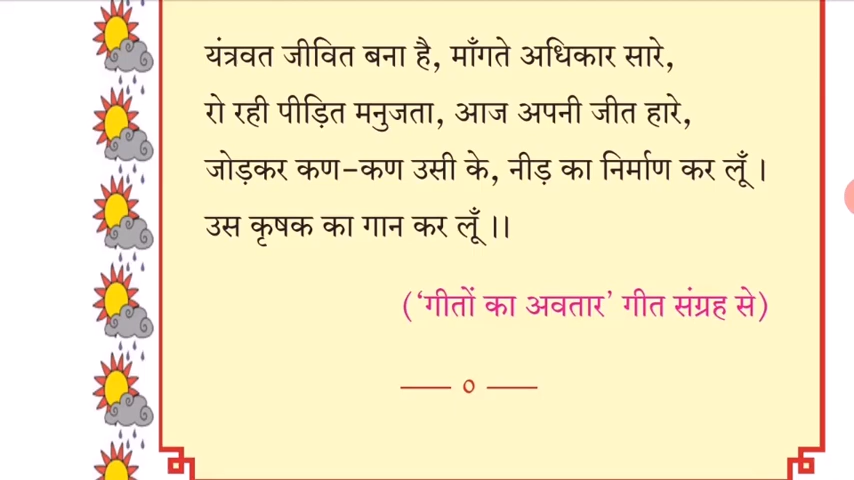 यंत्रवत जीवित बना है, माँगते अधिकार सारे,
रो रही पीड़ित मनुजता, आज अपनी जीत हारे,
जोड़कर कण-कण उसी के, नीड़ का निर्माण कर लूँ ।
उस कृषक का गान कर लूँ ।।
(‘गीतों का अवतार’ गीत संग्रह से)
—— ० ——